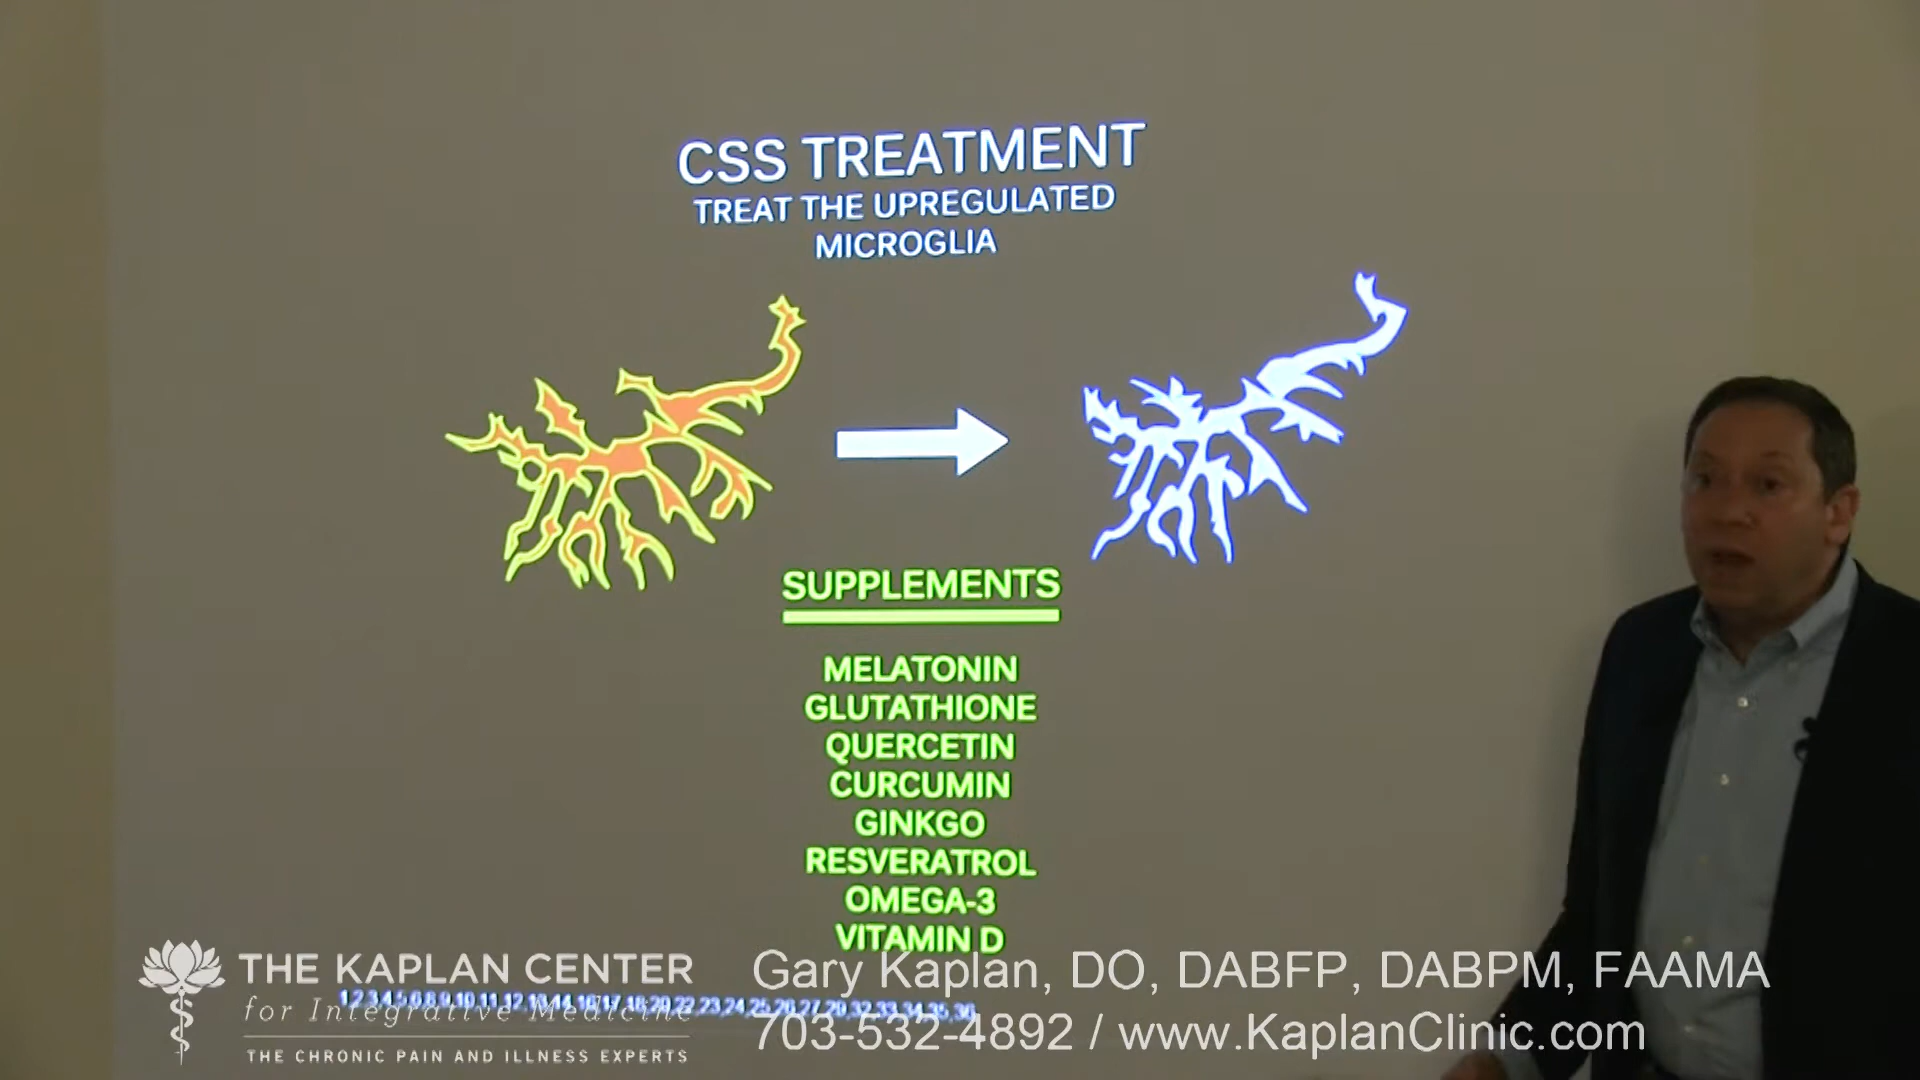 CSS TREATMENT
TREAT THE UPREGULATED
MICROGLIA
SUPPLEMENTS
MELATONIN
GLUTATHIONE
QUERCETIN
CURCUMIN
GINKGO
RESVERATROL
OMEGA-3
VITAMIN D
THE KAPLAN CENTER
for Integrative Medicine
THE CHRONIC PAIN AND ILLNESS EXPERTS
Gary Kaplan, DO, DABFP, DABPM, FAAMA
703-532-4892 / www.KaplanClinic.com